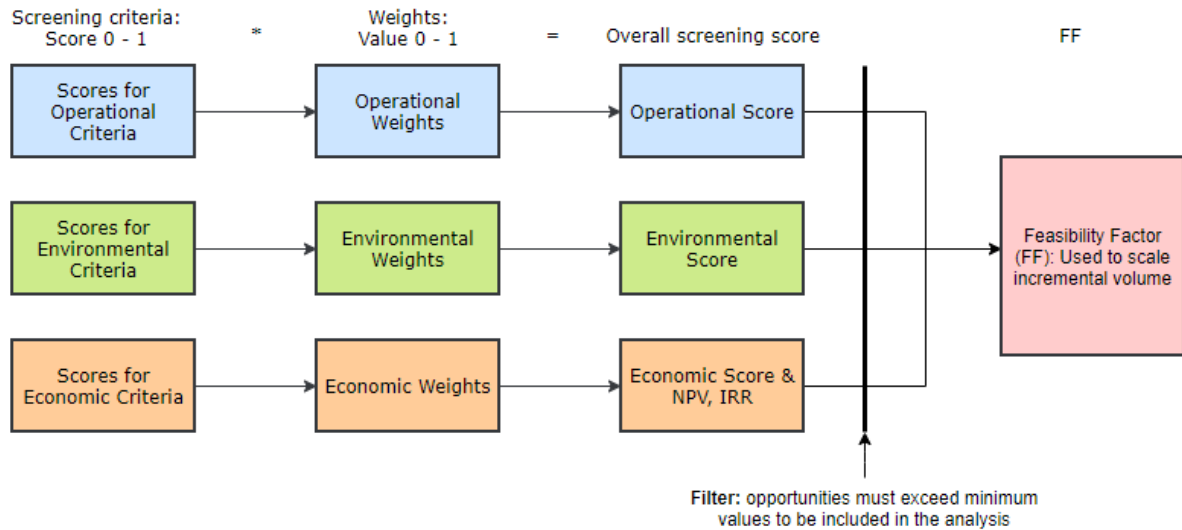 Screening criteria:
Score 0 - 1
*
Weights:
Value 0 - 1
=
Overall screening score
FF
Scores for
Operational
Criteria
Operational
Weights
Operational Score
Scores for
Environmental
Criteria
Environmental
Weights
Environmental
Score
Feasibility Factor
(FF): Used to scale
incremental volume
Scores for
Economic Criteria
Economic Weights
Economic Score &
NPV, IRR
Filter: opportunities must exceed minimum
values to be included in the analysis